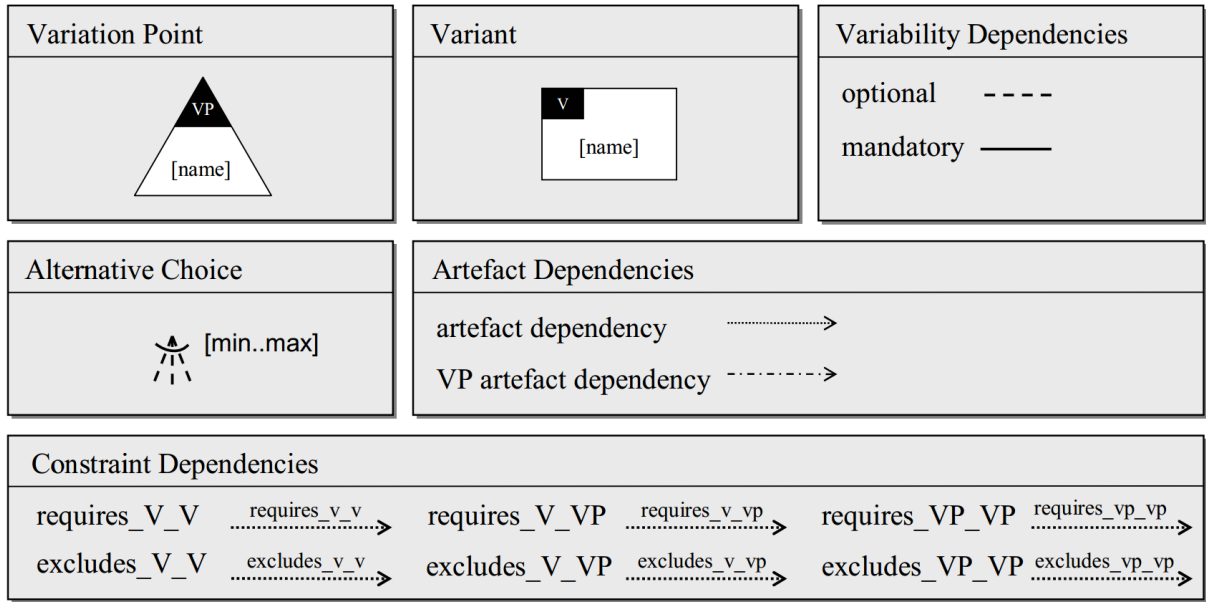 Variation Point
VP
[name]
Variant
V
[name]
Variability Dependencies
optional
mandatory
Alternative Choice
[min..max]
Artefact Dependencies
artefact dependency
VP artefact dependency
Constraint Dependencies
requires_V_V requires_v_v requires_V_VP requires_v_vp requires_VP_VP requires_vp_vp
excludes_V_V excludes_v_v excludes_V_VP excludes_v_vp excludes_VP_VP excludes_vp_vp